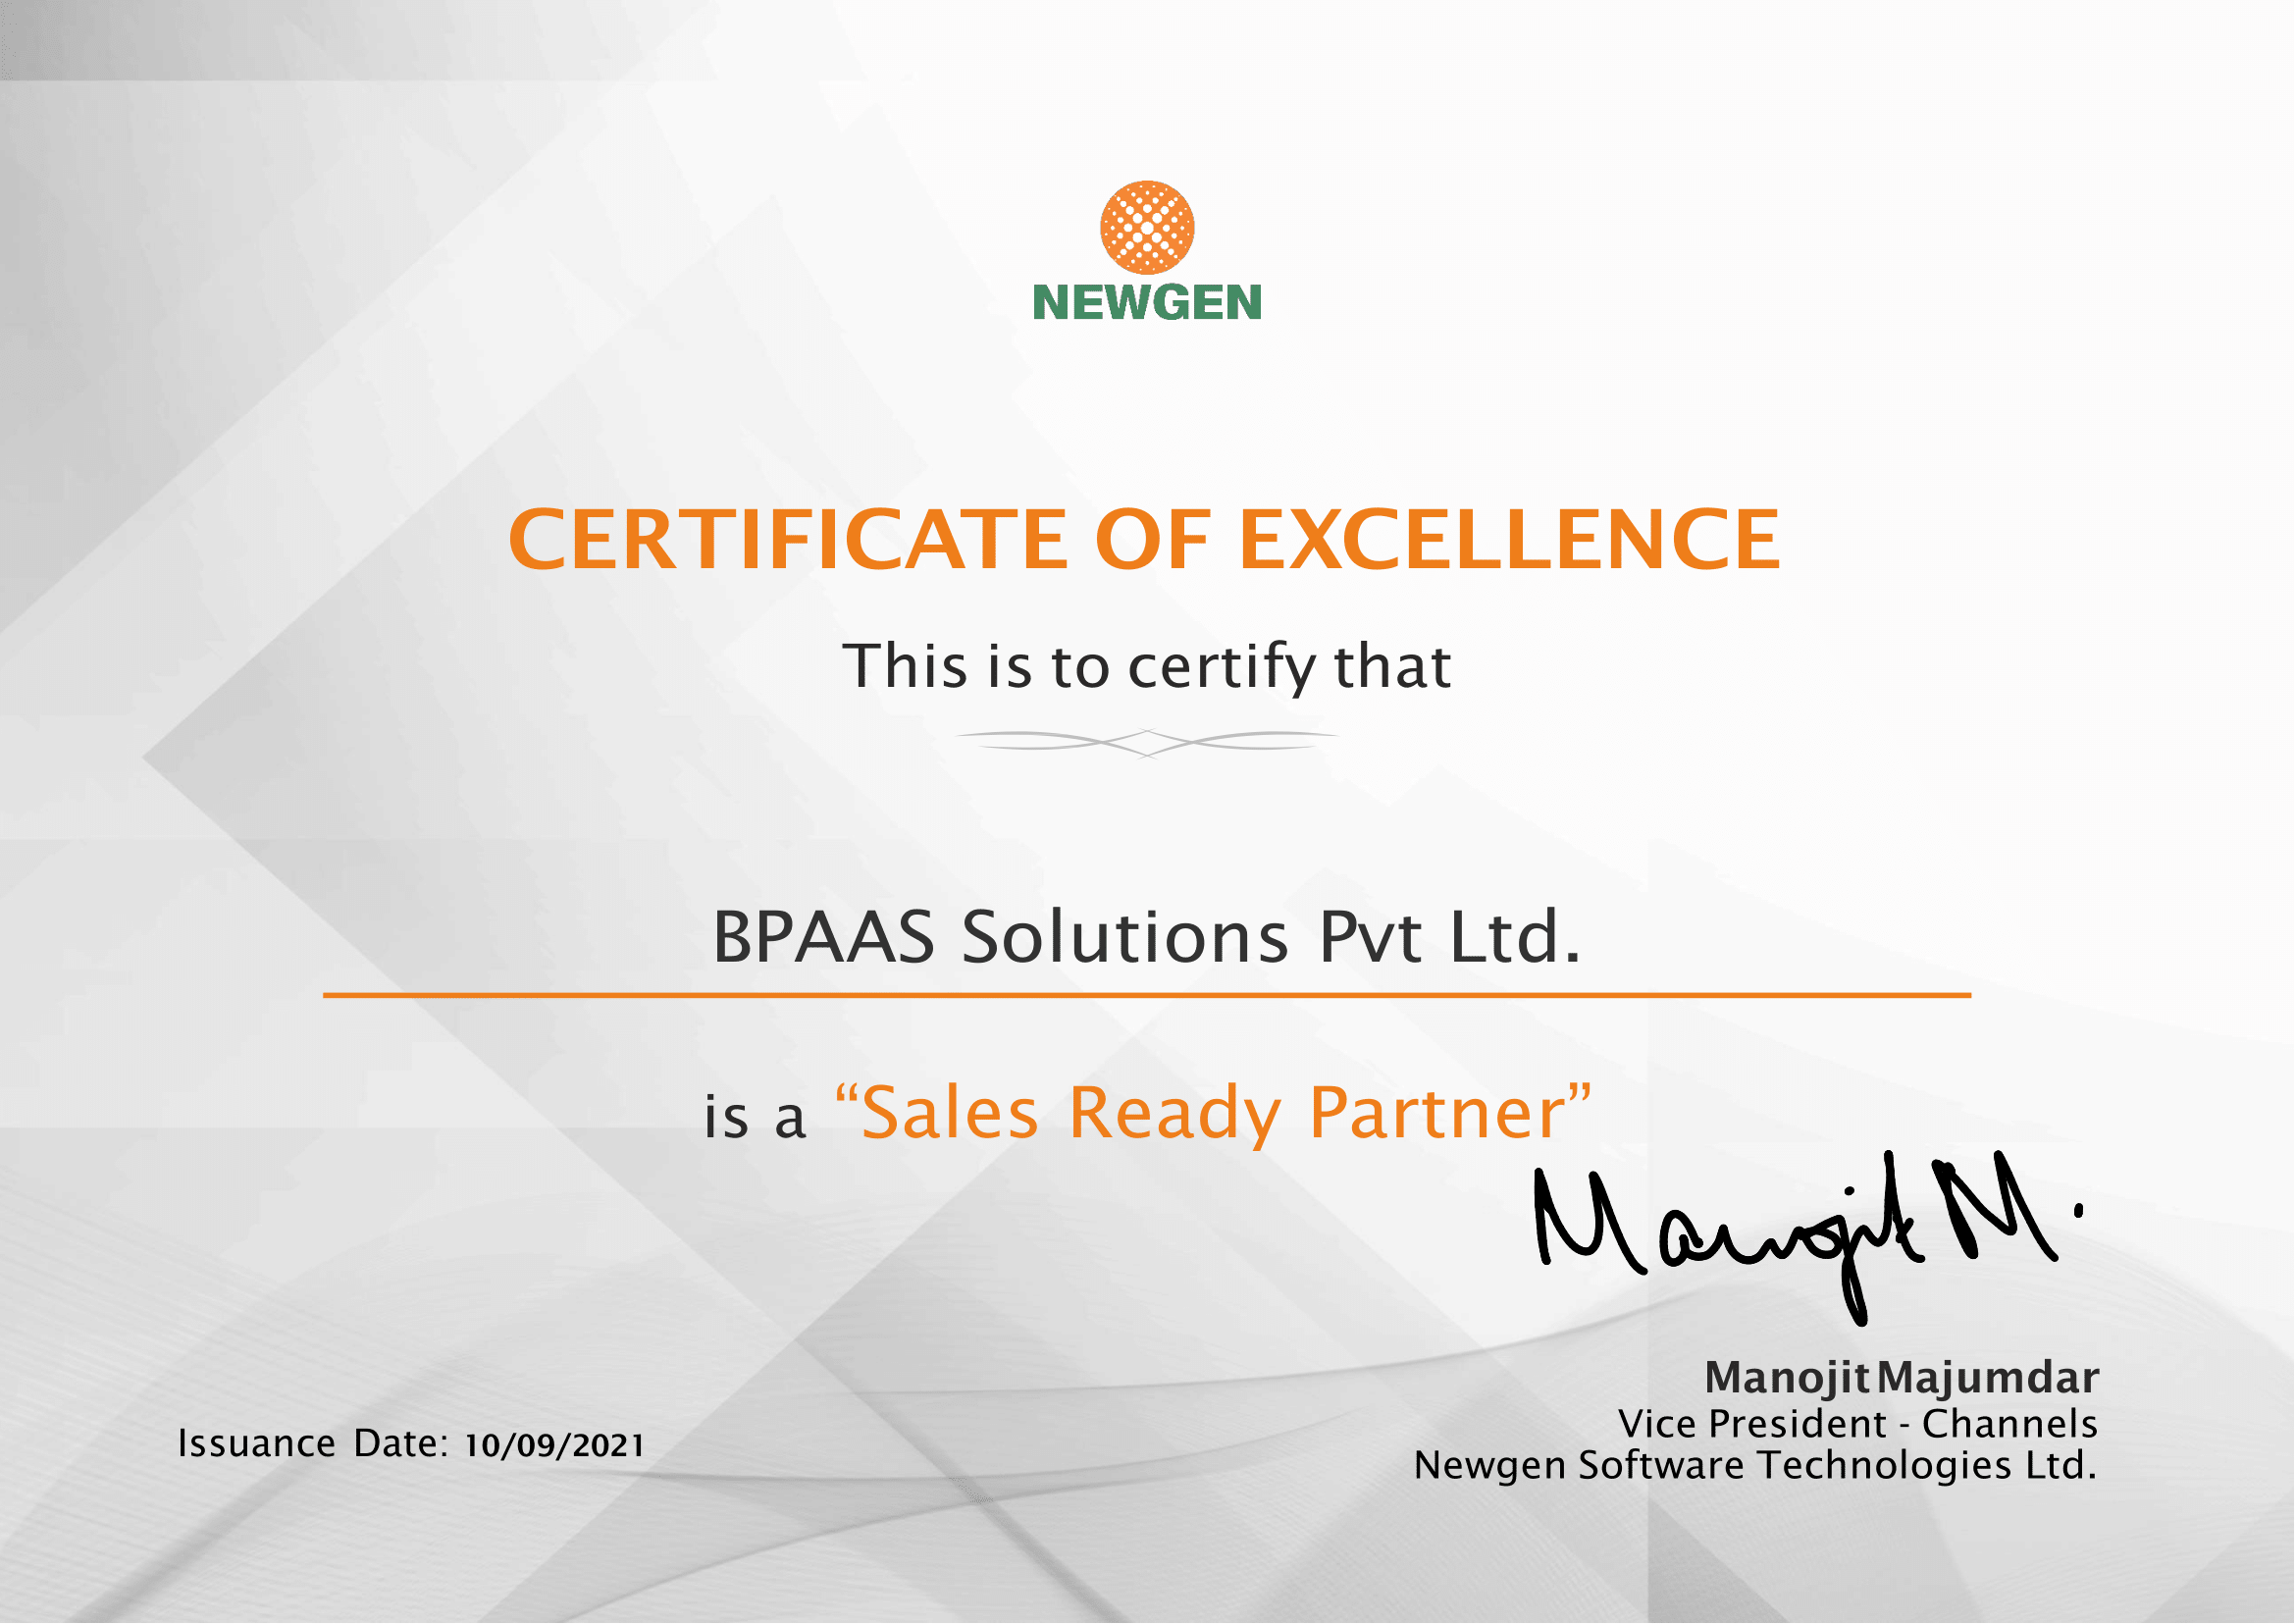 NEWGEN
CERTIFICATE OF EXCELLENCE
This is to certify that
BPAAS Solutions Pvt Ltd.
is a “Sales Ready Partner”
Manojit M.
Manojit Majumdar
Vice President - Channels
Newgen Software Technologies Ltd.
Issuance Date: 10/09/2021